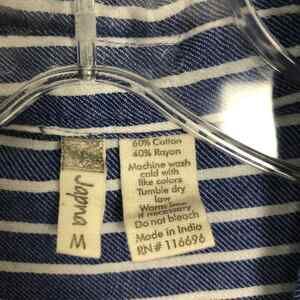 Japna M
60% Cotton
40% Rayon
Machine wash
cold with
like colors
Tumble dry
low
Warm iron
if necessary
Do not bleach
Made in India
RN# 116696